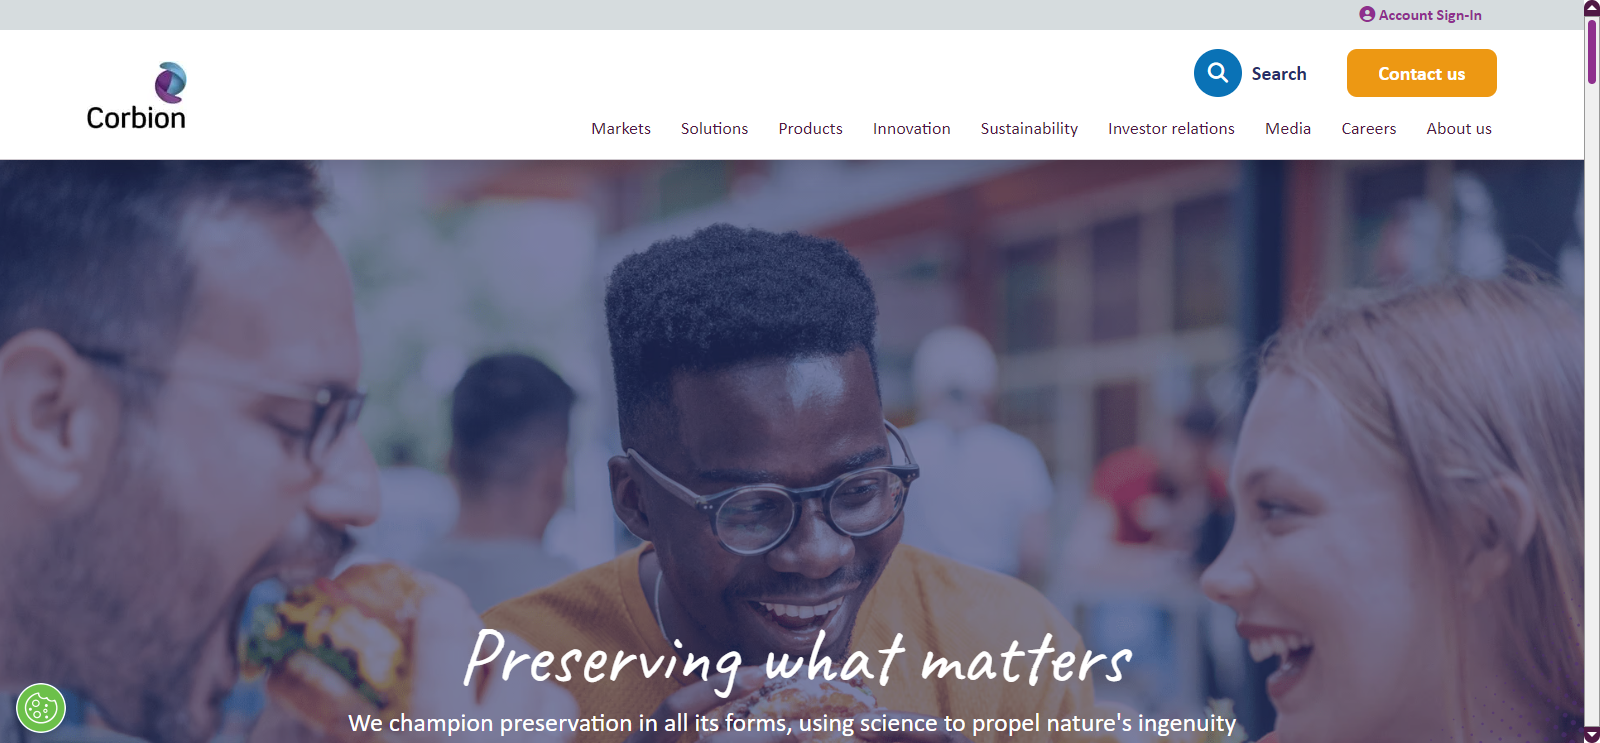 Account Sign-In
Corbion
Search
Contact us
Markets Solutions Products Innovation Sustainability Investor relations Media Careers About us
Preserving what matters
We champion preservation in all its forms, using science to propel nature's ingenuity